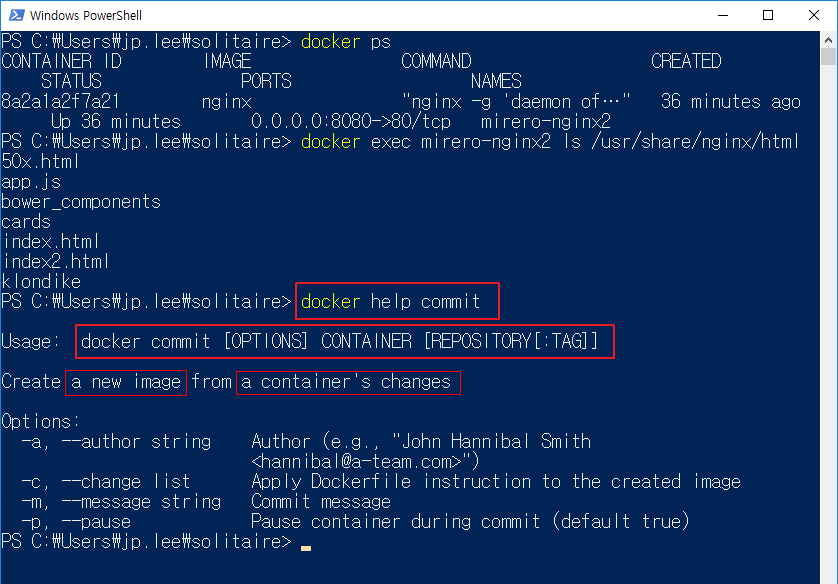 Windows PowerShell
PS C:₩Users₩jp.lee₩solitaire> docker ps
CONTAINER ID        IMAGE               COMMAND                  CREATED
    STATUS              PORTS                  NAMES
8a2a1a2f7a21        nginx               "nginx -g 'daemon of…"   36 minutes ago
     Up 36 minutes       0.0.0.0:8080->80/tcp   mirero-nginx2
PS C:₩Users₩jp.lee₩solitaire> docker exec mirero-nginx2 ls /usr/share/nginx/html
50x.html
app.js
bower_components
cards
index.html
index2.html
klondike
PS C:₩Users₩jp.lee₩solitaire> docker help commit
Usage:  docker commit [OPTIONS] CONTAINER [REPOSITORY[:TAG]]
Create a new image from a container's changes
Options:
  -a, --author string    Author (e.g., "John Hannibal Smith
                         <hannibal@a-team.com>")
  -c, --change list      Apply Dockerfile instruction to the created image
  -m, --message string   Commit message
  -p, --pause            Pause container during commit (default true)
PS C:₩Users₩jp.lee₩solitaire>